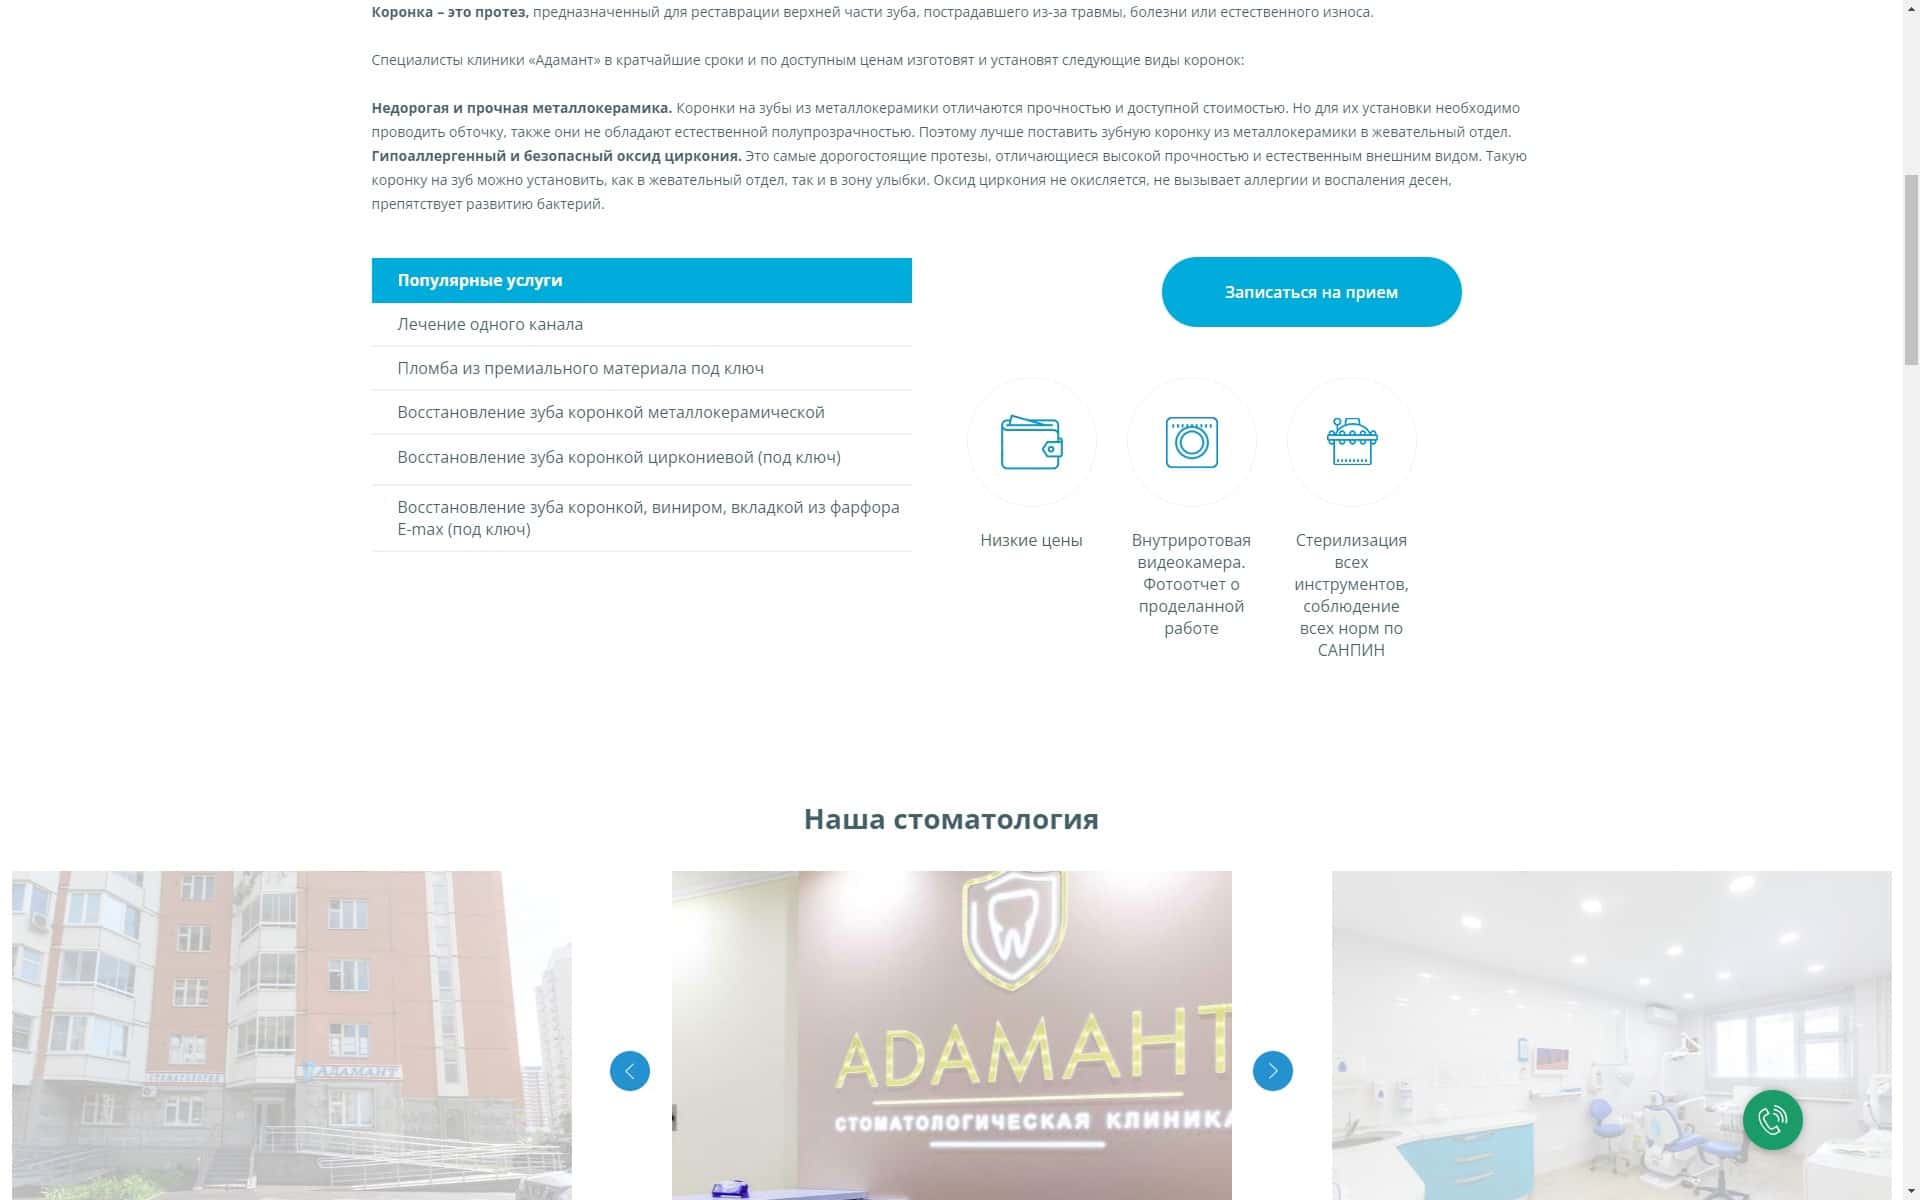 Коронка – это протез, предназначенный для реставрации верхней части зуба, пострадавшего из-за травмы, болезни или естественного износа.
Специалисты клиники «Адамант» в кратчайшие сроки и по доступным ценам изготовят и установят следующие виды коронок:
Недорогая и прочная металлокерамика. Коронки на зубы из металлокерамики отличаются прочностью и доступной стоимостью. Но для их установки необходимо
проводить обточку, также они не обладают естественной полупрозрачностью. Поэтому лучше поставить зубную коронку из металлокерамики в жевательный отдел.
Гипоаллергенный и безопасный оксид циркония. Это самые дорогостоящие протезы, отличающиеся высокой прочностью и естественным внешним видом. Такую
коронку на зуб можно установить, как в жевательный отдел, так и в зону улыбки. Оксид циркония не окисляется, не вызывает аллергии и воспаления десен,
препятствует развитию бактерий.
Популярные услуги
Лечение одного канала
Пломба из премиального материала под ключ
Восстановление зуба коронкой металлокерамической
Восстановление зуба коронкой циркониевой (под ключ)
Восстановление зуба коронкой, виниром, вкладкой из фарфора
E-max (под ключ)
Записаться на прием
Низкие цены
Внутриротовая
видеокамера.
Фотоотчет о
проделанной
работе
Стерилизация
всех
инструментов,
соблюдение
всех норм по
САНПИН
Наша стоматология
СТОМАТОЛОГИЯ
АДАМАНТ
АДАМАНТ
СТОМАТОЛОГИЧЕСКАЯ КЛИНИКА